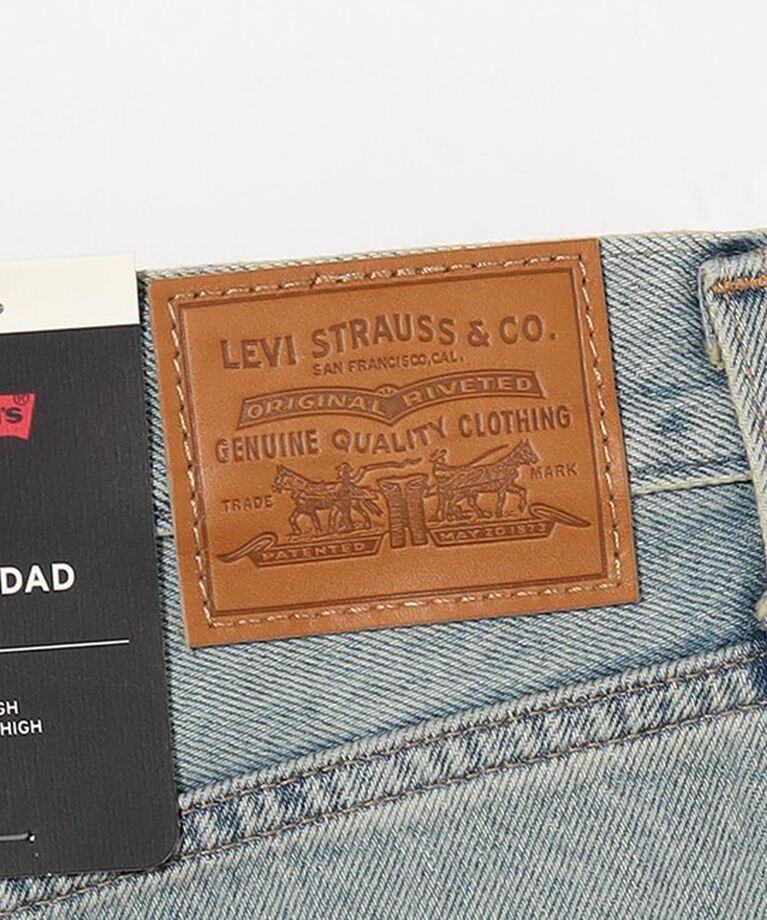 LEVI STRAUSS & CO.
SAN FRANCISCO, CAL.
ORIGINAL RIVETED
GENUINE QUALITY CLOTHING
TRADE MARK
PATENTED MAY 20 1873
DAD
HIGH